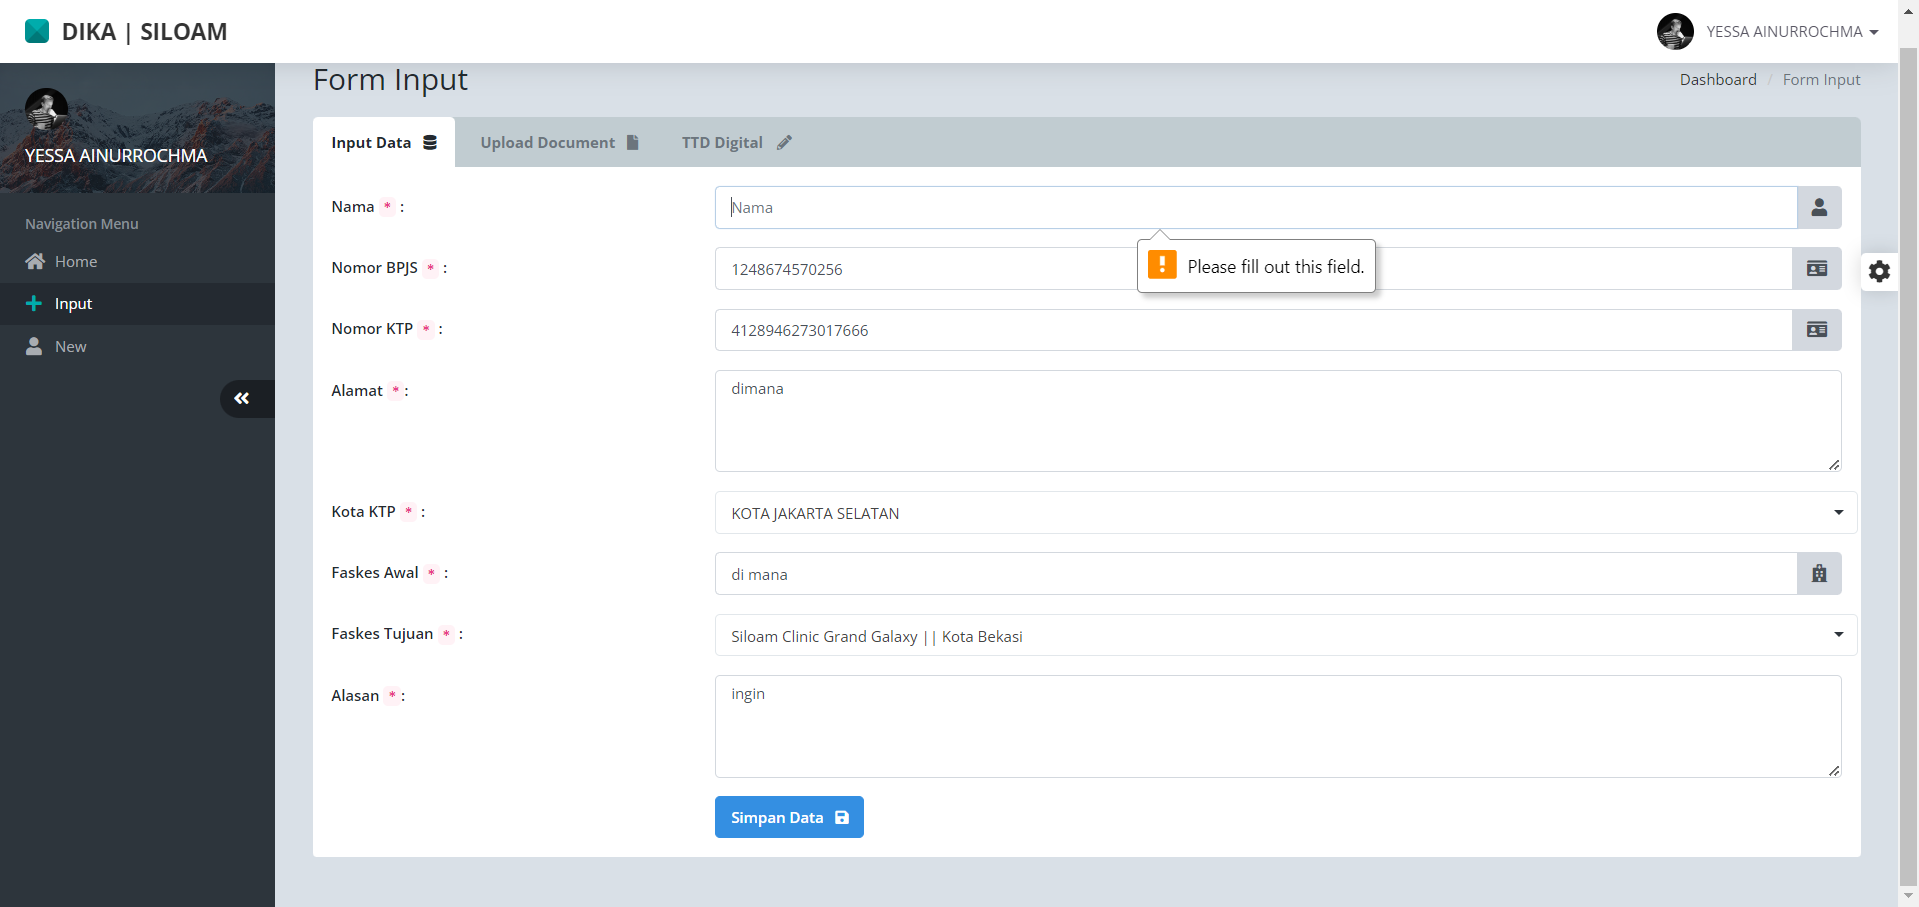 DIKA | SILOAM
YESSA AINURROCHMA
YESSA AINURROCHMA
Navigation Menu
Home
Input
New
Form Input
Dashboard / Form Input
Input Data
Upload Document
TTD Digital
Nama * :
Nama
Please fill out this field.
Nomor BPJS * :
1248674570256
Nomor KTP * :
4128946273017666
Alamat * :
dimana
Kota KTP * :
KOTA JAKARTA SELATAN
Faskes Awal * :
di mana
Faskes Tujuan * :
Siloam Clinic Grand Galaxy || Kota Bekasi
Alasan * :
ingin
Simpan Data